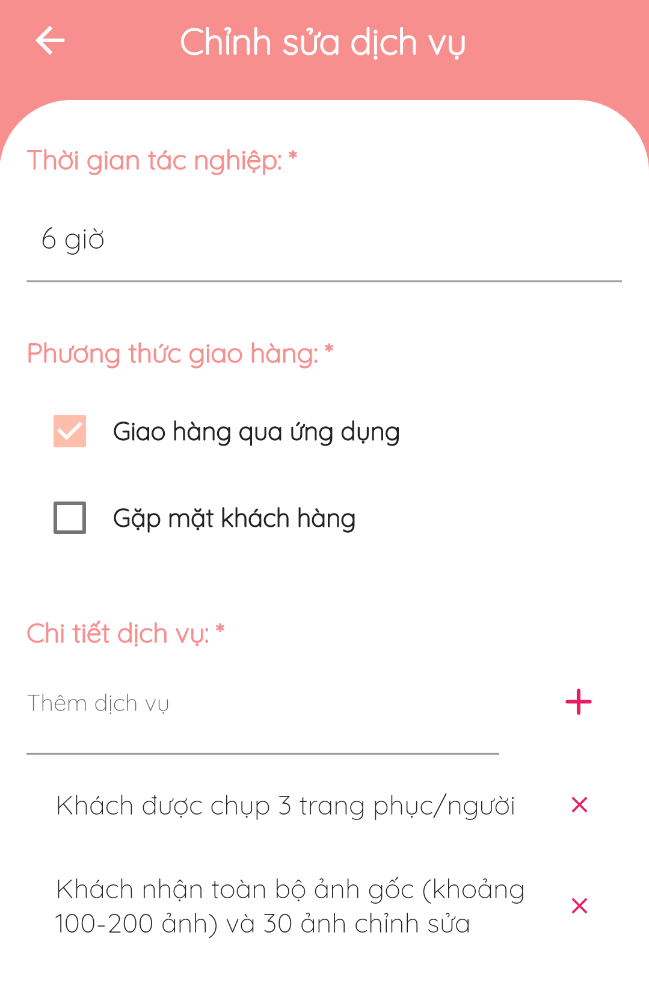 Chỉnh sửa dịch vụ
Thời gian tác nghiệp: *
6 giờ
Phương thức giao hàng: *
Giao hàng qua ứng dụng
Gặp mặt khách hàng
Chi tiết dịch vụ: *
Thêm dịch vụ
Khách được chụp 3 trang phục/người
Khách nhận toàn bộ ảnh gốc (khoảng
100-200 ảnh) và 30 ảnh chỉnh sửa